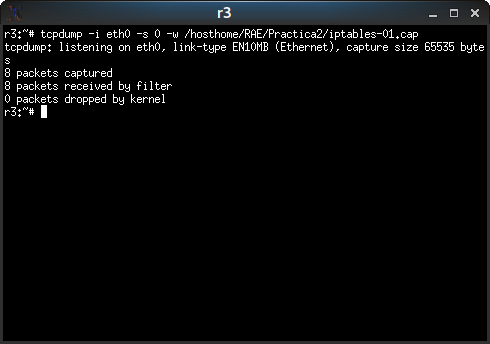 r3
r3:~# tcpdump -i eth0 -s 0 -w /hosthome/RAE/Practica2/iptables-01.cap
tcpdump: listening on eth0, link-type EN10MB (Ethernet), capture size 65535 byte
s
8 packets captured
8 packets received by filter
0 packets dropped by kernel
r3:~#